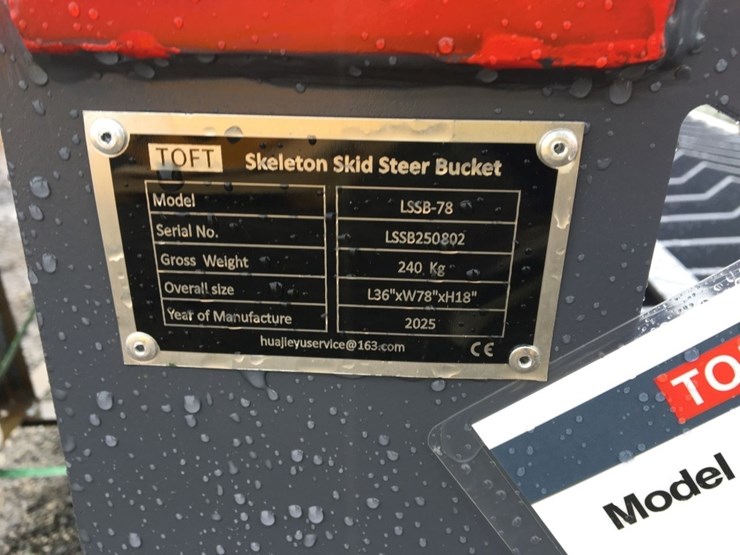 TOFT Skeleton Skid Steer Bucket
Model LSSB-78
Serial No. LSSB250802
Gross Weight 240 Kg
Overall size L36"xW78"xH18"
Year of Manufacture 2025
huajieyuservice@163.com CE
TO
Model